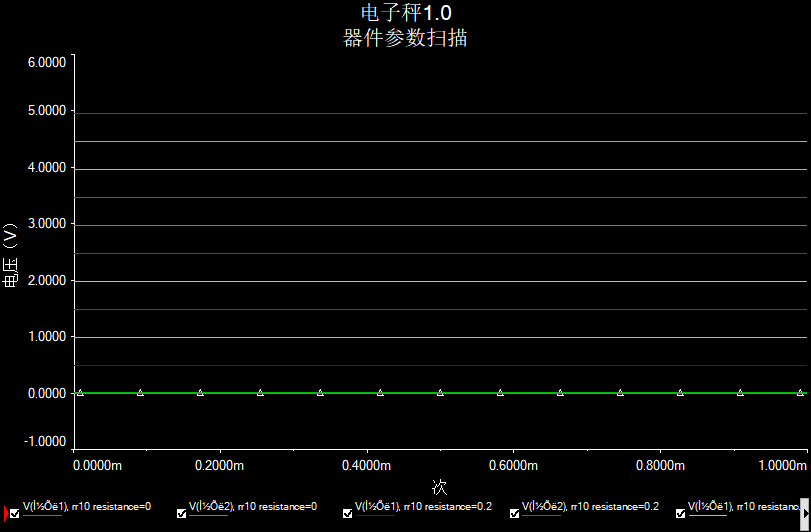 电子秤1.0
器件参数扫描
6.0000
5.0000
4.0000
3.0000
2.0000
1.0000
0.0000
-1.0000
电压（V）
0.0000m 0.2000m 0.4000m 0.6000m 0.8000m 1.0000m
次
V(Ì½Õë1), rr10 resistance=0 V(Ì½Õë2), rr10 resistance=0 V(Ì½Õë1), rr10 resistance=0.2 V(Ì½Õë2), rr10 resistance=0.2 V(Ì½Õë1), rr10 resistanc